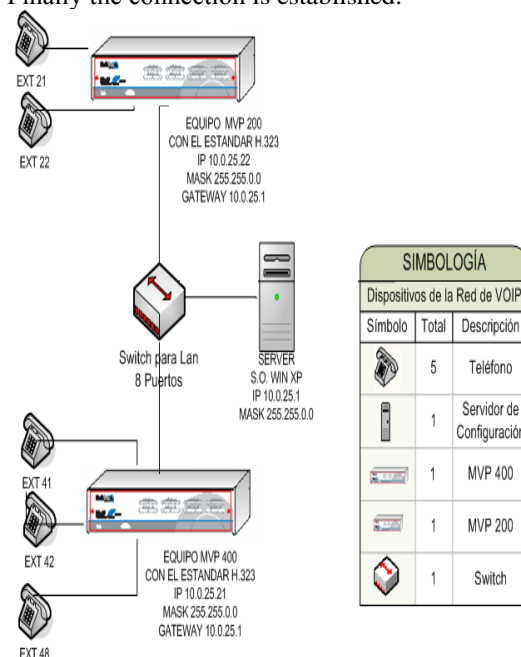 Finally the connection is established.
EXT 21
EXT 22
EQUIPO MVP 200
CON EL ESTANDAR H.323
IP 10.0.25.22
MASK 255.255.0.0
GATEWAY 10.0.25.1
Switch para Lan
8 Puertos
SERVER
S.O. WIN XP
IP 10.0.25.1
MASK 255.255.0.0
EXT 41
EXT 42
EXT 48
EQUIPO MVP 400
CON EL ESTANDAR H.323
IP 10.0.25.21
MASK 255.255.0.0
GATEWAY 10.0.25.1
SIMBOLOGÍA
Dispositivos de la Red de VOIP
Símbolo Total Descripción
5 Teléfono
1 Servidor de
Configuración
1 MVP 400
1 MVP 200
1 Switch